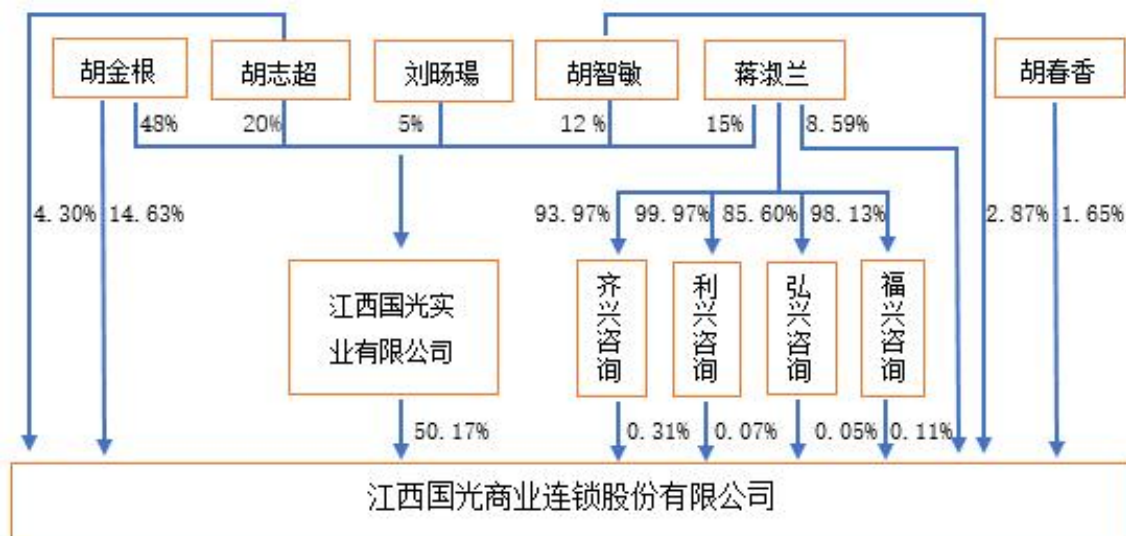 胡金根
胡志超
刘旸瑒
胡智敏
蒋淑兰
胡春香
48%
20%
5%
12 %
15%
8.59%
4.30%
14.63%
93.97%
99.97%
85.60%
98.13%
2.87%
1.65%
江西国光实
业有限公司
齐兴咨询
利兴咨询
弘兴咨询
福兴咨询
50.17%
0.31%
0.07%
0.05%
0.11%
江西国光商业连锁股份有限公司